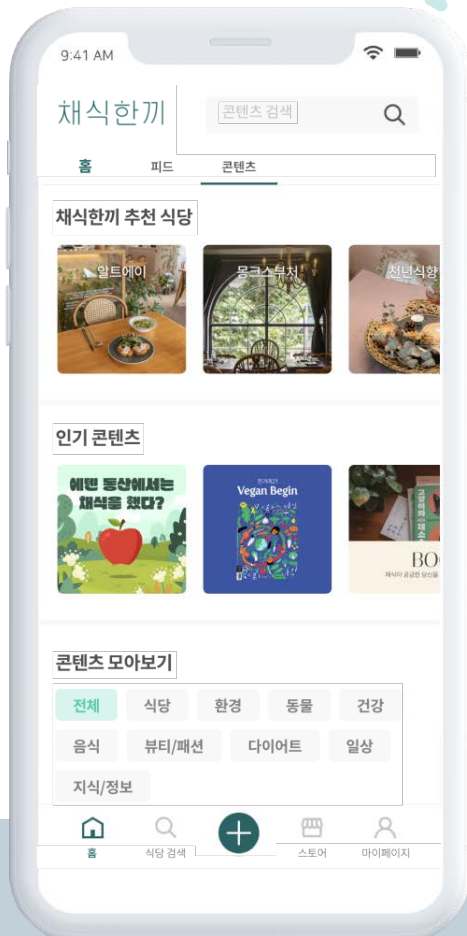 9:41 AM
채식한끼
콘텐츠 검색
홈 피드 콘텐츠
채식한끼 추천 식당
알트에이 몽크스부처 천년식향
인기 콘텐츠
에덴 동산에서는
채식을 했다?
Vegan Begin
BO
콘텐츠 모아보기
전체 식당 환경 동물 건강
음식 뷰티/패션 다이어트 일상
지식/정보
홈 식당 검색 스토어 마이페이지